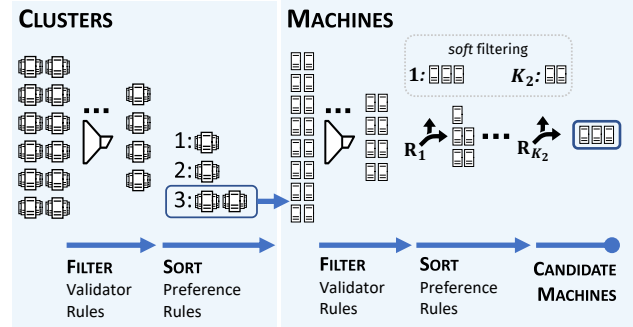 CLUSTERS
...
1:
2:
3:
FILTER
Validator
Rules
SORT
Preference
Rules
MACHINES
soft filtering
1: K₂:
...
R₁ ... R_K₂
FILTER
Validator
Rules
SORT
Preference
Rules
CANDIDATE
MACHINES